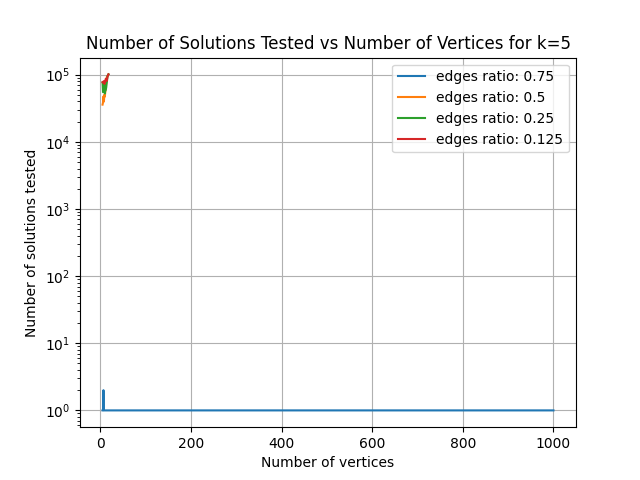 Number of Solutions Tested vs Number of Vertices for k=5
edges ratio: 0.75
edges ratio: 0.5
edges ratio: 0.25
edges ratio: 0.125
Number of solutions tested
10^5
10^4
10^3
10^2
10^1
10^0
0 200 400 600 800 1000
Number of vertices